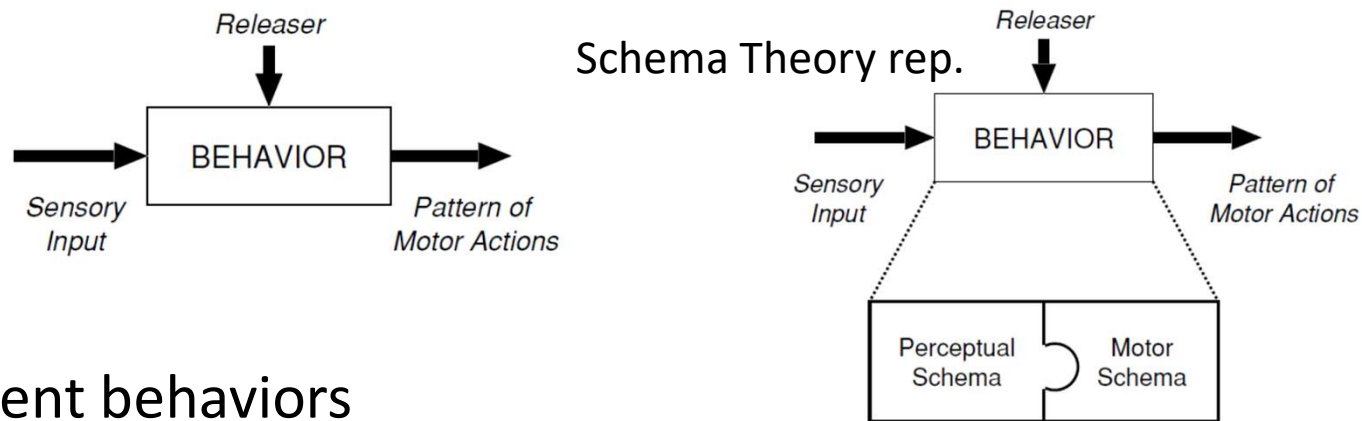 Releaser
BEHAVIOR
Sensory
Input
Pattern of
Motor Actions
Schema Theory rep.
Releaser
BEHAVIOR
Sensory
Input
Pattern of
Motor Actions
Perceptual
Schema
Motor
Schema
ent behaviors